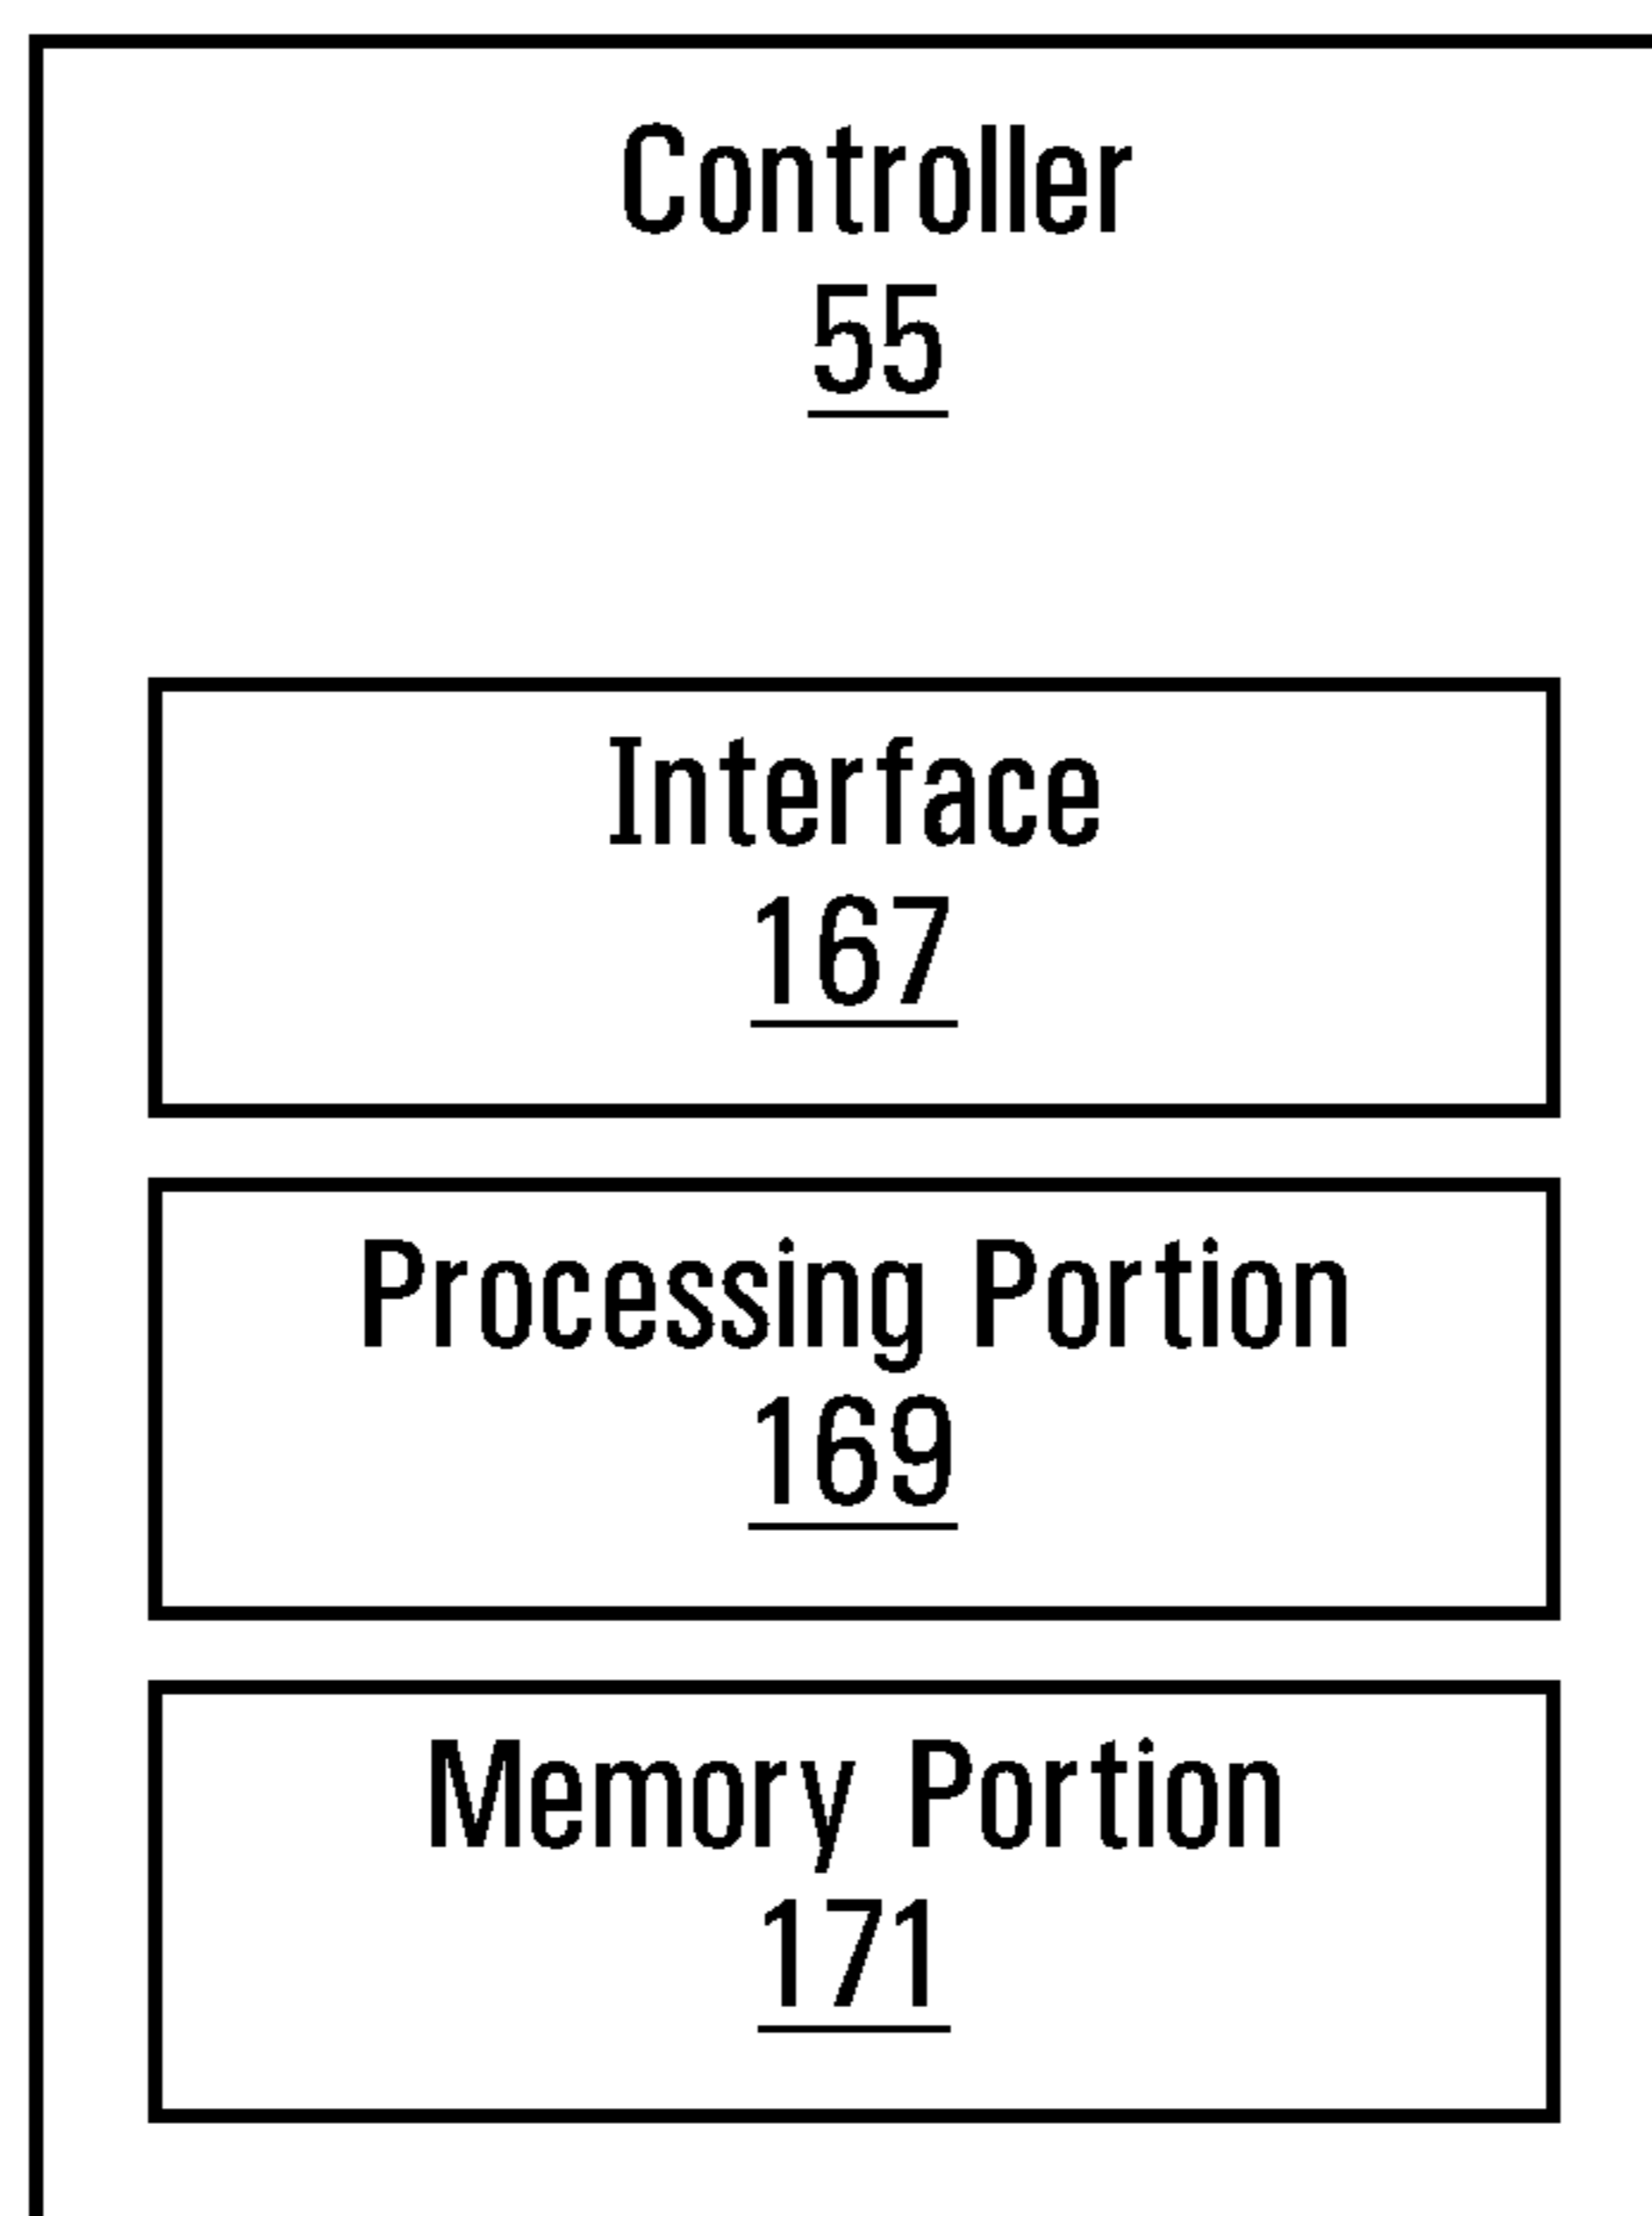 Controller
55
Interface
167
Processing Portion
169
Memory Portion
171